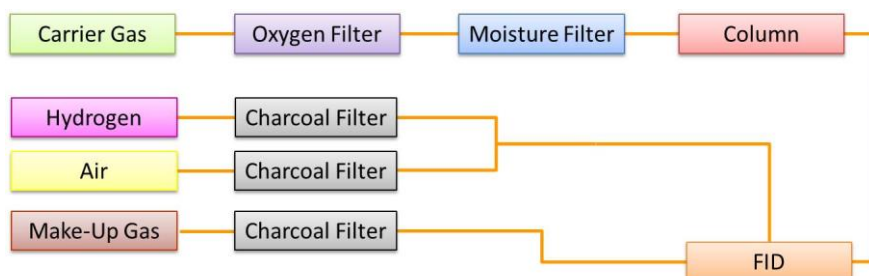 Carrier Gas
Oxygen Filter
Moisture Filter
Column
Hydrogen
Charcoal Filter
Air
Charcoal Filter
Make-Up Gas
Charcoal Filter
FID